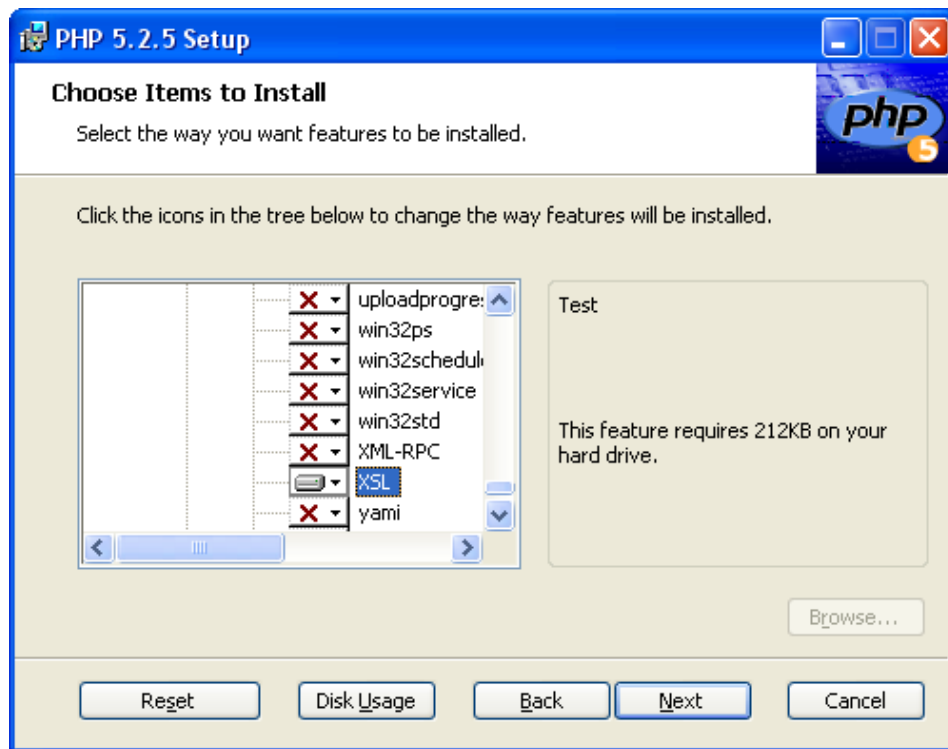 PHP 5.2.5 Setup
Choose Items to Install
Select the way you want features to be installed.
php
5
Click the icons in the tree below to change the way features will be installed.
uploadprogre
win32ps
win32schedul
win32service
win32std
XML-RPC
XSL
yami
Test
This feature requires 212KB on your
hard drive.
Browse...
Reset
Disk Usage
Back
Next
Cancel